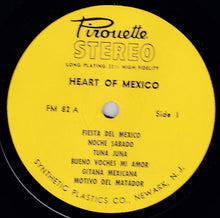 Pirouette
STEREO
LONG PLAYING 33⅓ HIGH FIDELITY
HEART OF MEXICO
FM 82 A
Side 1
FIESTA DEL MEXICO
NOCHE SABADO
TUNA JUNA
BUENO VOCHES MI AMOR
GITANA MEXICANA
MOTIVO DEL MATADOR
SYNTHETIC PLASTICS CO., NEWARK, N.J.